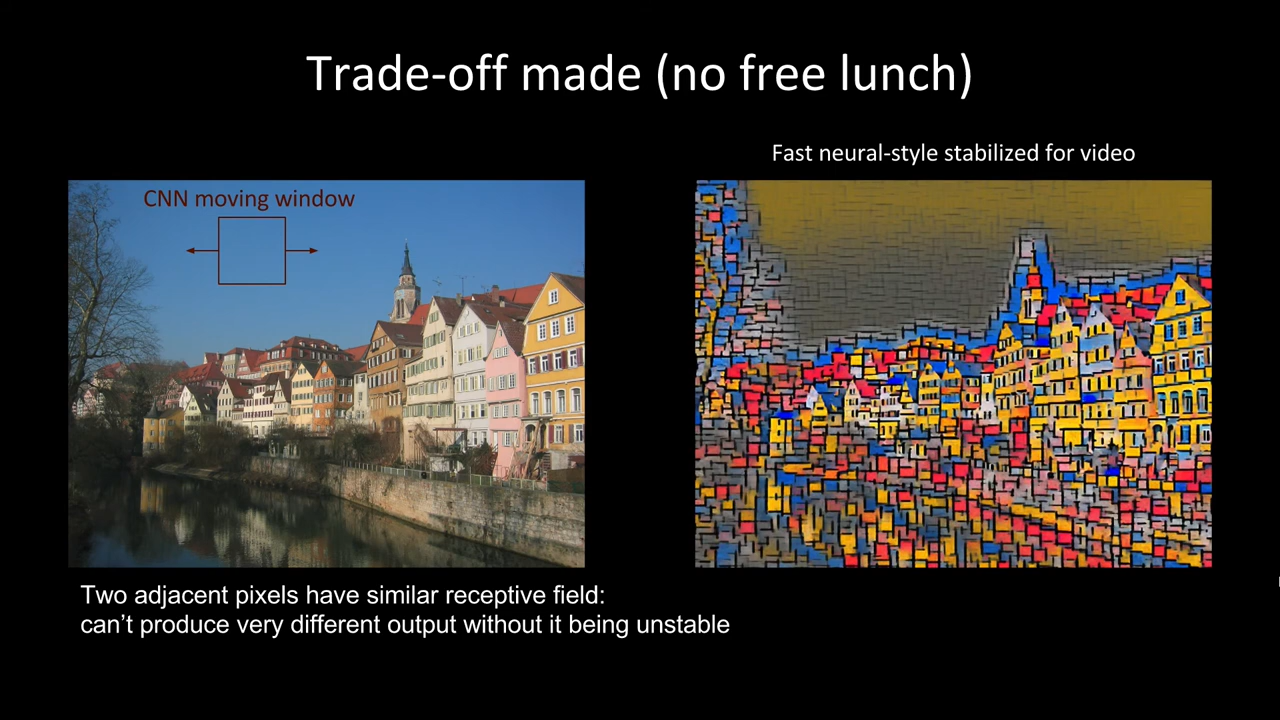 Trade-off made (no free lunch)
Fast neural-style stabilized for video
CNN moving window
Two adjacent pixels have similar receptive field:
can't produce very different output without it being unstable